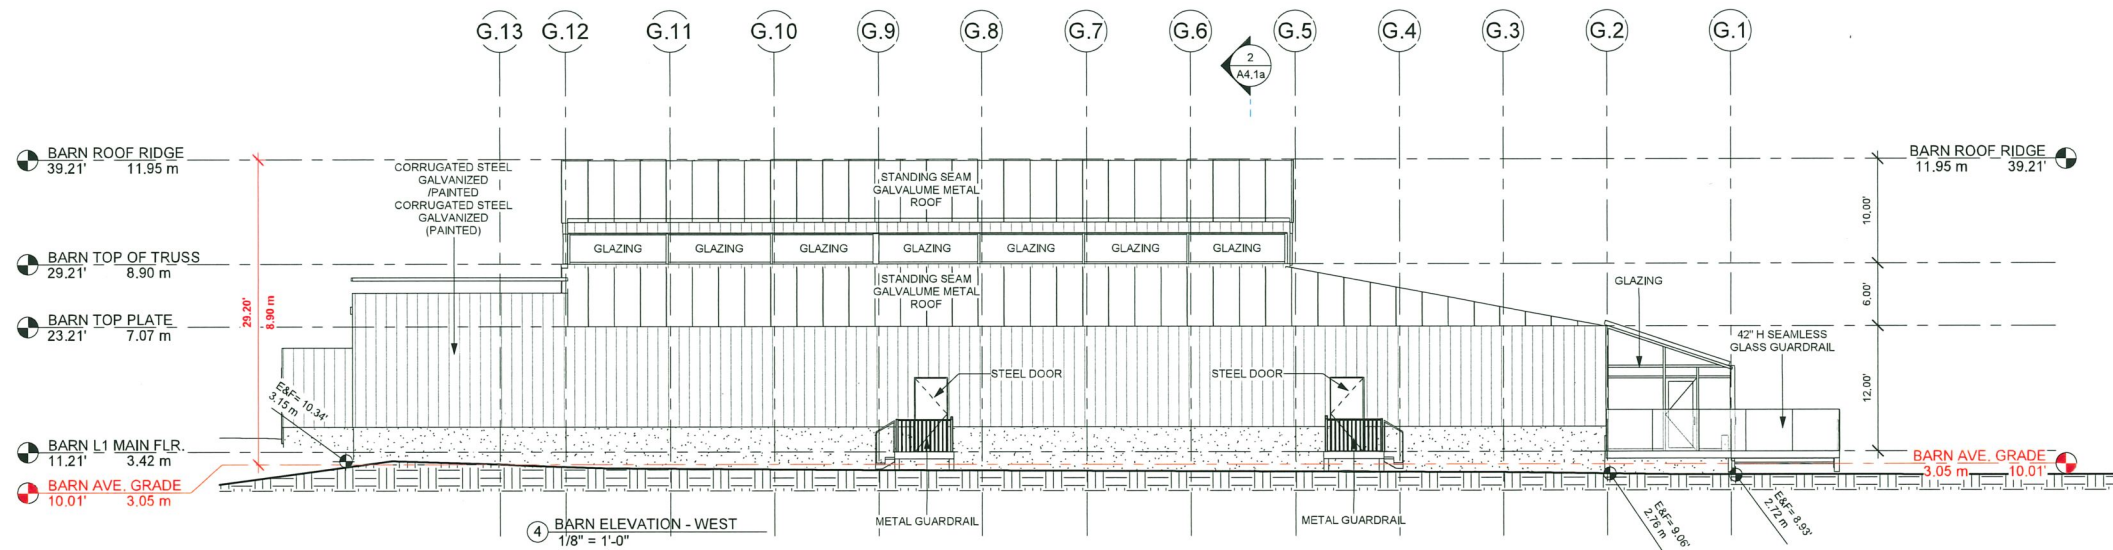 G.13 G.12 G.11 G.10 G.9 G.8 G.7 G.6 G.5 G.4 G.3 G.2 G.1
2
A4.1a
BARN ROOF RIDGE
39.21' 11.95 m
BARN TOP OF TRUSS
29.21' 8.90 m
BARN TOP PLATE
23.21' 7.07 m
BARN L1 MAIN FLR.
11.21' 3.42 m
BARN AVE. GRADE
10.01' 3.05 m
29.20'
8.90 m
CORRUGATED STEEL
GALVANIZED
/PAINTED
CORRUGATED STEEL
GALVANIZED
(PAINTED)
E&F= 10.34'
3.15 m
STANDING SEAM
GALVALUME METAL
ROOF
GLAZING GLAZING GLAZING GLAZING GLAZING GLAZING GLAZING
STANDING SEAM
GALVALUME METAL
ROOF
STEEL DOOR
STEEL DOOR
METAL GUARDRAIL
METAL GUARDRAIL
GLAZING
42" H SEAMLESS
GLASS GUARDRAIL
BARN ROOF RIDGE
11.95 m 39.21'
10.00'
6.00'
12.00'
BARN AVE. GRADE
3.05 m 10.01'
E&F= 9.06'
2.76 m
E&F= 8.93'
2.72 m
4 BARN ELEVATION - WEST
1/8" = 1'-0"